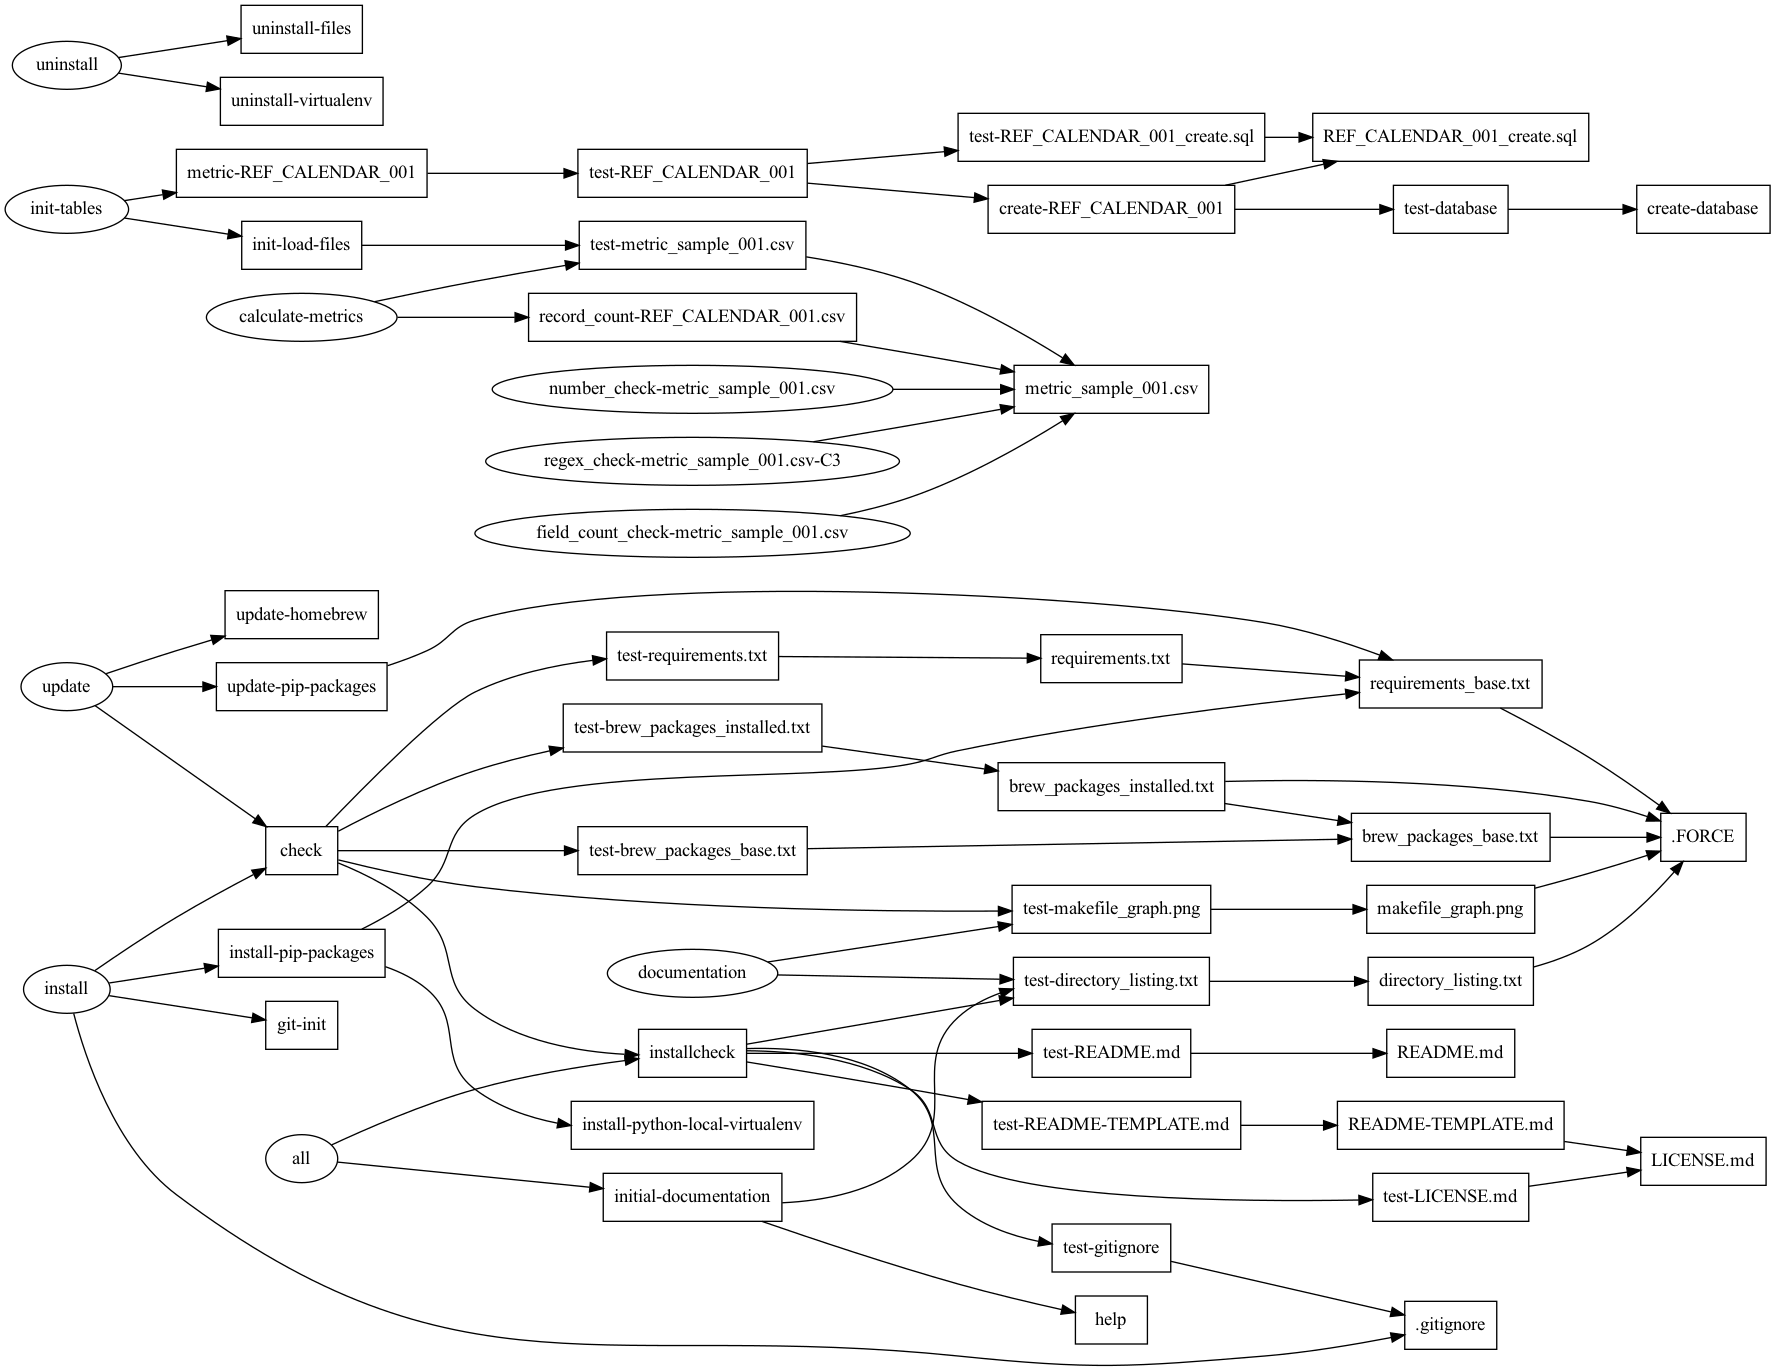 uninstall-files
uninstall
uninstall-virtualenv
test-REF_CALENDAR_001_create.sql
REF_CALENDAR_001_create.sql
metric-REF_CALENDAR_001
test-REF_CALENDAR_001
init-tables
create-REF_CALENDAR_001
test-database
create-database
init-load-files
test-metric_sample_001.csv
calculate-metrics
record_count-REF_CALENDAR_001.csv
number_check-metric_sample_001.csv
metric_sample_001.csv
regex_check-metric_sample_001.csv-C3
field_count_check-metric_sample_001.csv
update-homebrew
test-requirements.txt
requirements.txt
update
update-pip-packages
requirements_base.txt
test-brew_packages_installed.txt
brew_packages_installed.txt
check
test-brew_packages_base.txt
brew_packages_base.txt
.FORCE
test-makefile_graph.png
makefile_graph.png
install-pip-packages
documentation
test-directory_listing.txt
directory_listing.txt
install
git-init
installcheck
test-README.md
README.md
install-python-local-virtualenv
test-README-TEMPLATE.md
README-TEMPLATE.md
all
LICENSE.md
initial-documentation
test-LICENSE.md
test-gitignore
help
.gitignore